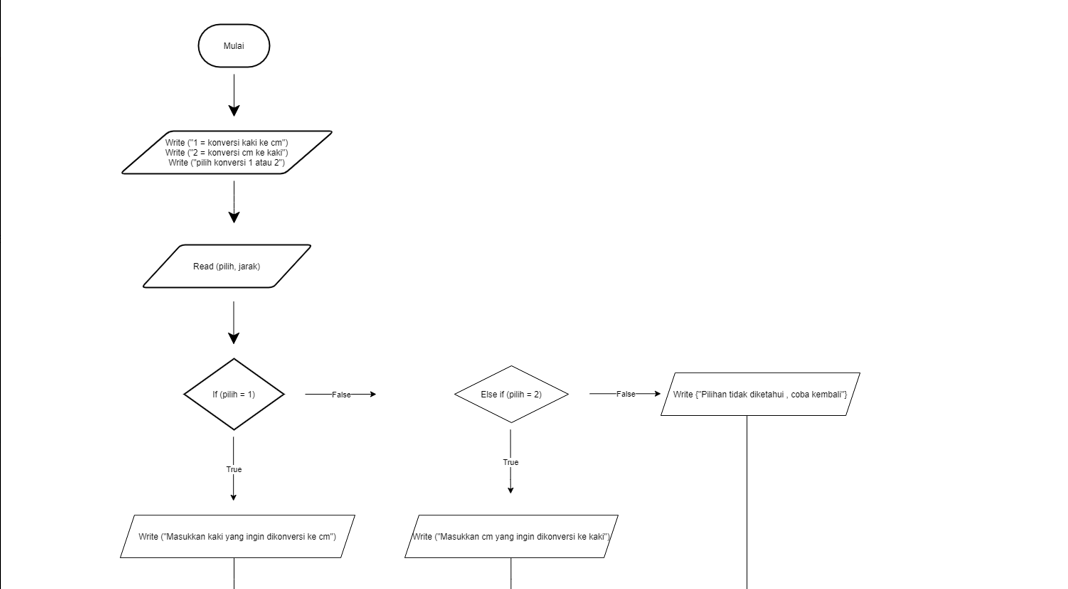 Mulai
Write ("1 = konversi kaki ke cm")
Write ("2 = konversi cm ke kaki")
Write ("pilih konversi 1 atau 2")
Read (pilih, jarak)
If (pilih = 1)
False
Else if (pilih = 2)
False
Write {"Pilihan tidak diketahui , coba kembali"}
True
True
Write ("Masukkan kaki yang ingin dikonversi ke cm")
Write ("Masukkan cm yang ingin dikonversi ke kaki")